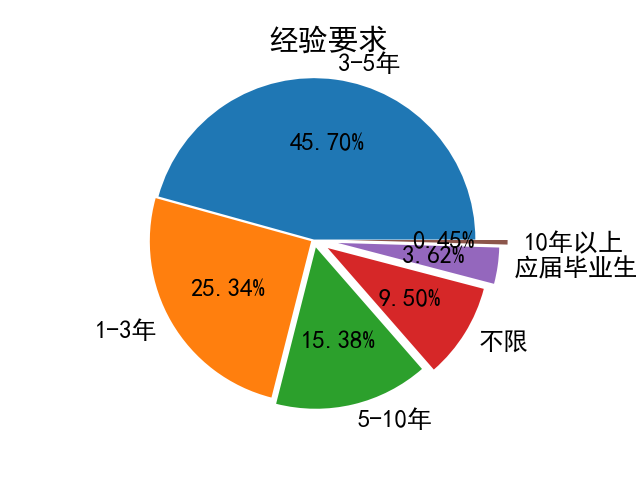 经验要求
3-5年
45.70%
0.45%
10年以上
3.62%
应届毕业生
25.34%
9.50%
1-3年
15.38%
不限
5-10年